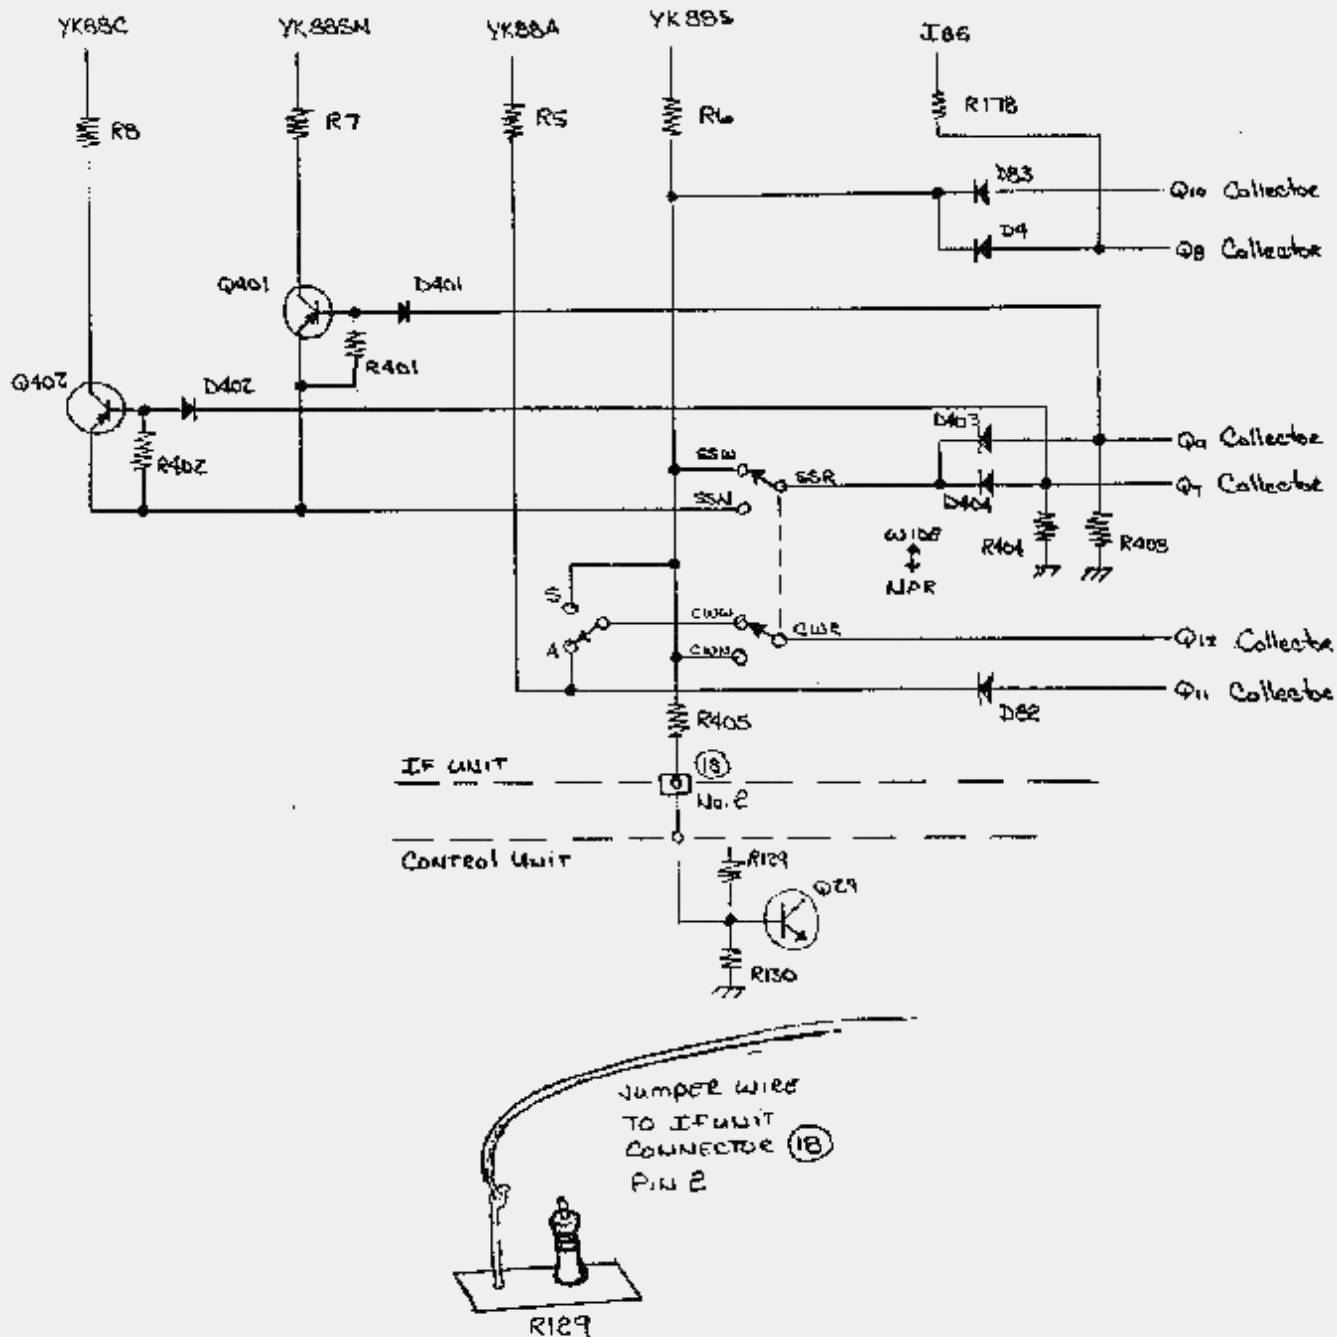 YK88C YK88SN YK88A YK88S I86
R8 R7 R5 R6 R178
D83 Q10 Collector
D4 Q8 Collector
Q401 D401
R401
Q402 D402
R402
D403 Q9 Collector
SSW SSR D404 Q7 Collector
SSN R404 R403
WIDE
NAR
S
A CWW CWR Q12 Collector
CWN
D82 Q11 Collector
R405
IF UNIT 18
No. 2
CONTROL UNIT R129
Q29
R130
JUMPER WIRE
TO IF UNIT
CONNECTOR 18
PIN 2
R129